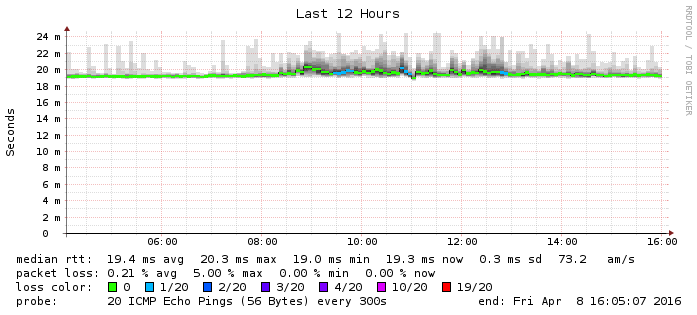 Last 12 Hours
RRDTOOL / TOBI OETIKER
Seconds
24 m
22 m
20 m
18 m
16 m
14 m
12 m
10 m
8 m
6 m
4 m
2 m
0
06:00 08:00 10:00 12:00 14:00 16:00
median rtt: 19.4 ms avg 20.3 ms max 19.0 ms min 19.3 ms now 0.3 ms sd 73.2 am/s
packet loss: 0.21 % avg 5.00 % max 0.00 % min 0.00 % now
loss color: 0 1/20 2/20 3/20 4/20 10/20 19/20
probe: 20 ICMP Echo Pings (56 Bytes) every 300s end: Fri Apr 8 16:05:07 2016